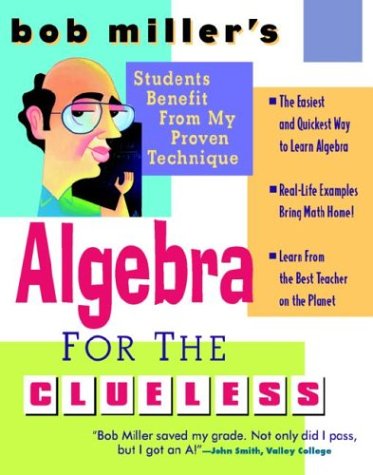 bob miller's
Students
Benefit
From My
Proven
Technique
■ The Easiest
and Quickest Way
to Learn Algebra
■ Real-Life Examples
Bring Math Home!
■ Learn From
the Best Teacher
on the Planet
Algebra
FOR THE
CLUELESS
"Bob Miller saved my grade. Not only did I pass,
but I got an A!"—John Smith, Valley College